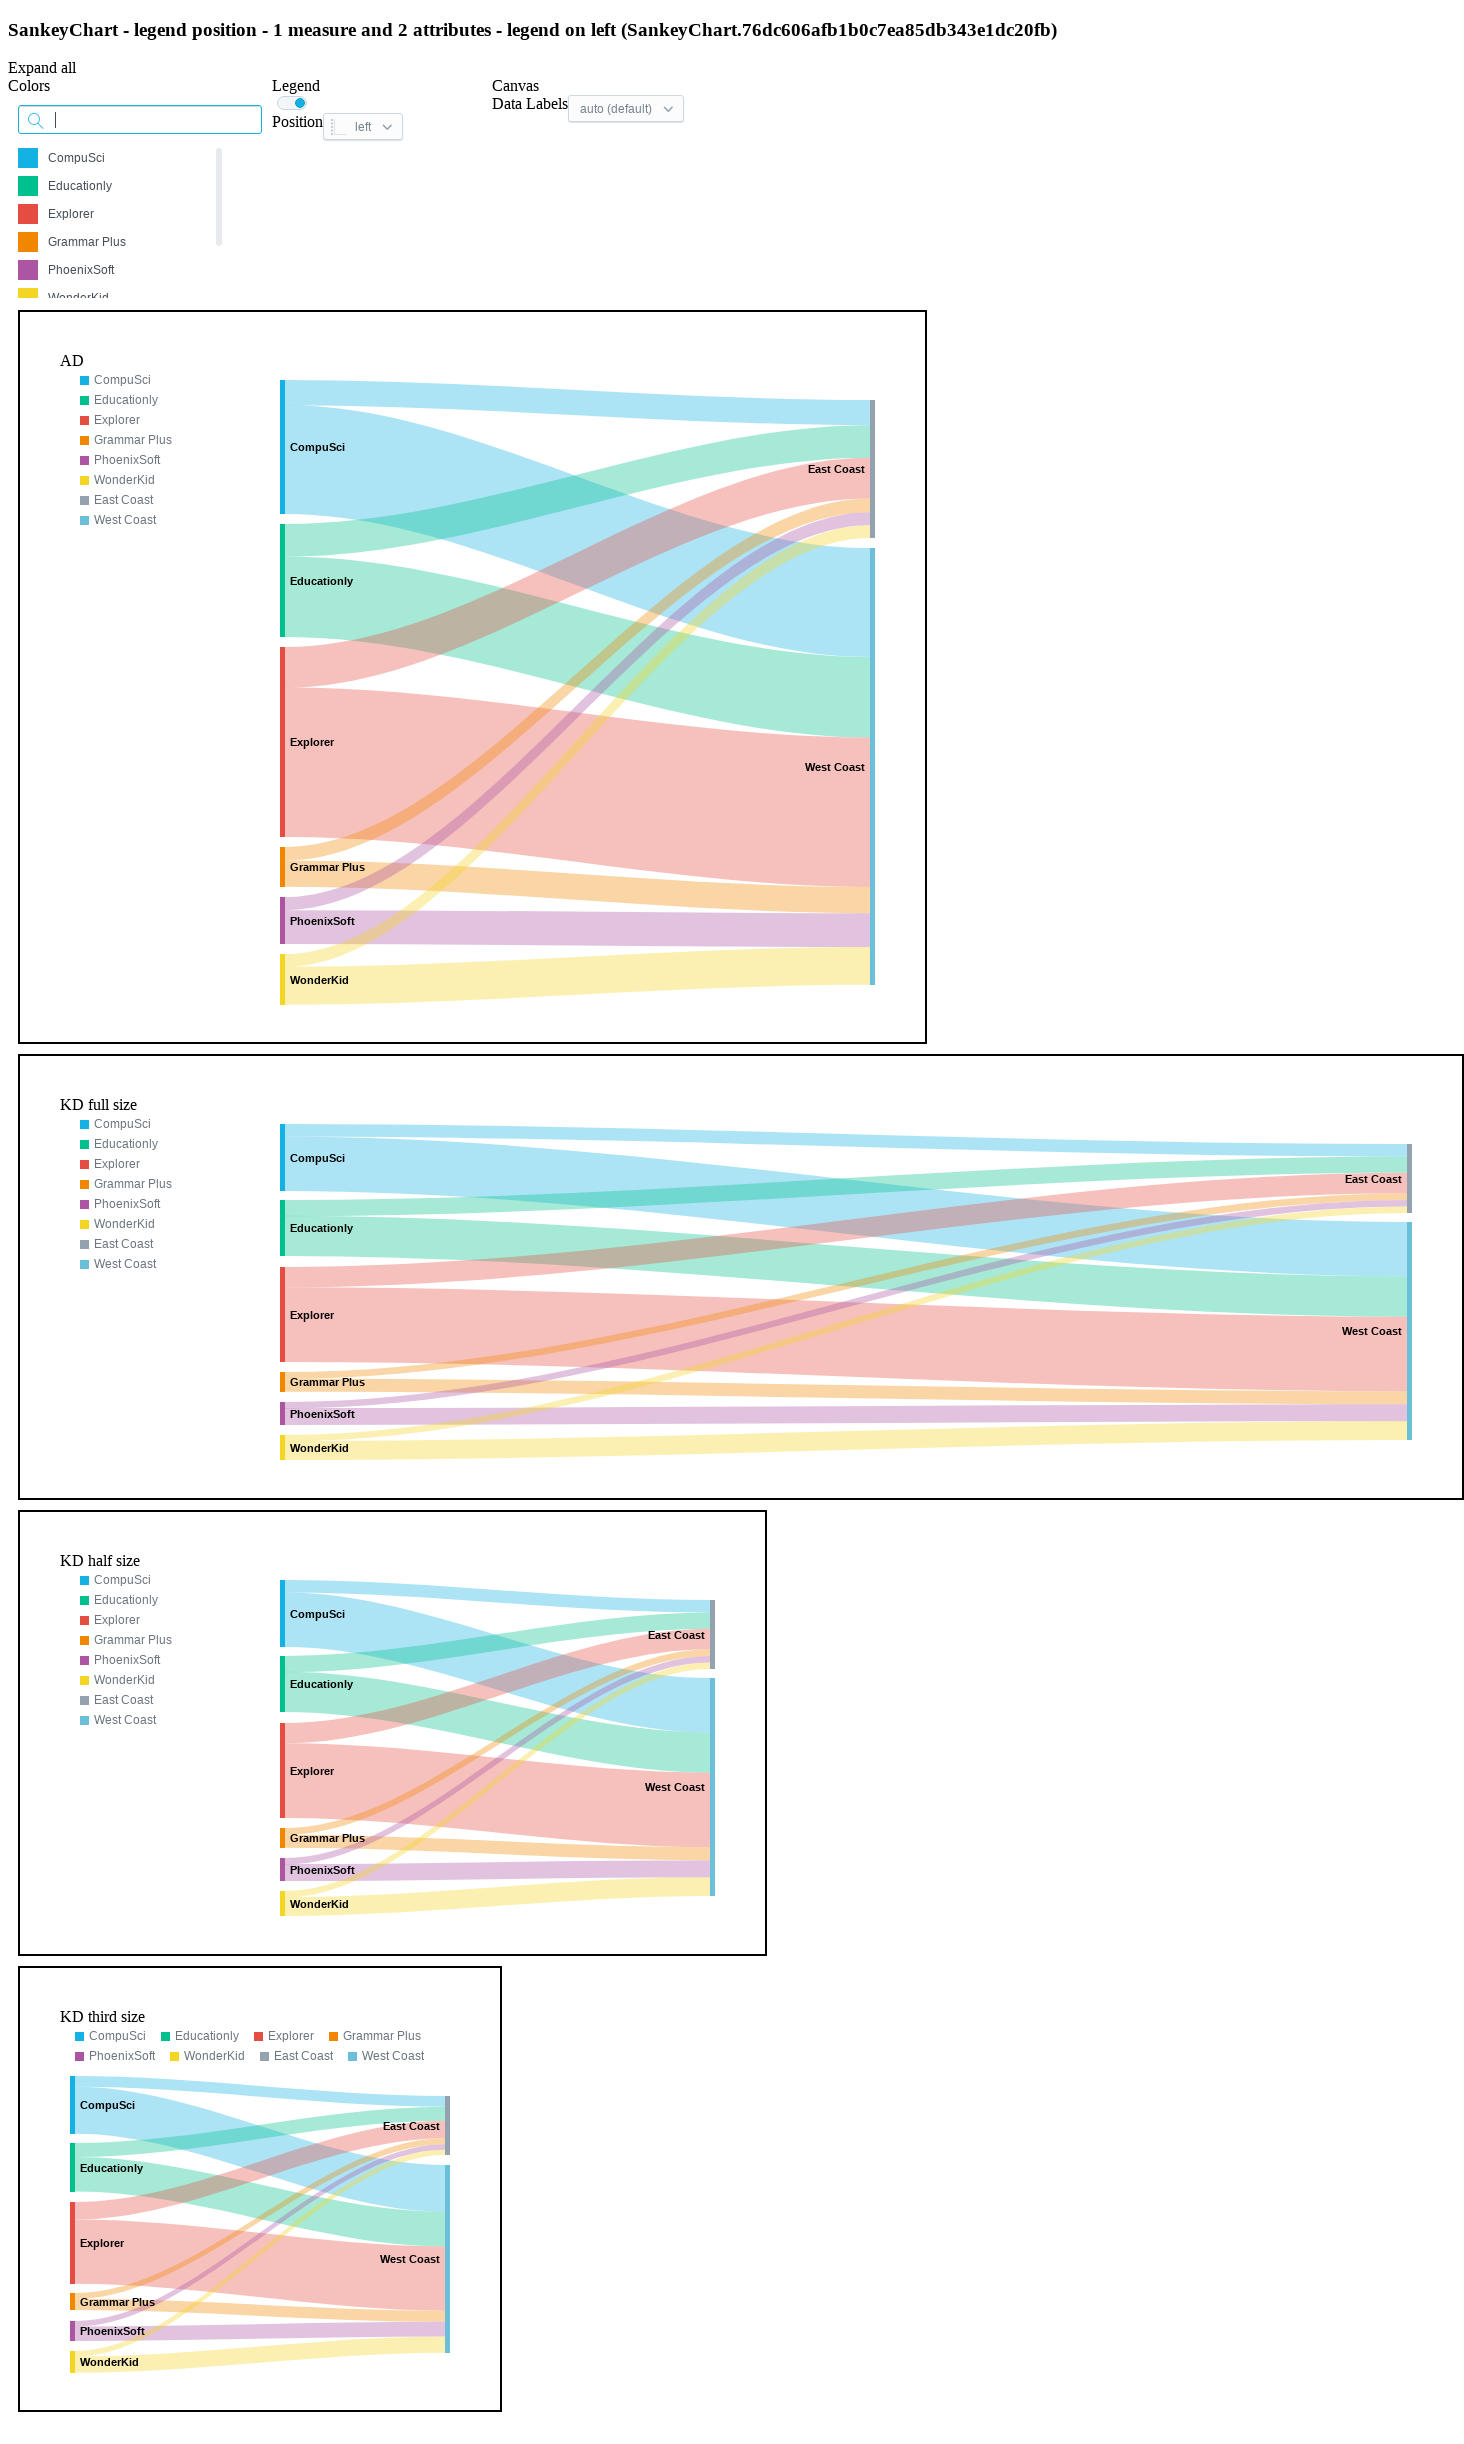 SankeyChart - legend position - 1 measure and 2 attributes - legend on left (SankeyChart.76dc606afb1b0c7ea85db343e1dc20fb)
Expand all
Colors
CompuSci
Educationly
Explorer
Grammar Plus
PhoenixSoft
WonderKid
Legend
Position left
Canvas
Data Labels auto (default)
AD
CompuSci
Educationly
Explorer
Grammar Plus
PhoenixSoft
WonderKid
East Coast
West Coast
CompuSci
East Coast
Educationly
Explorer
West Coast
Grammar Plus
PhoenixSoft
WonderKid
KD full size
CompuSci
Educationly
Explorer
Grammar Plus
PhoenixSoft
WonderKid
East Coast
West Coast
CompuSci
East Coast
Educationly
Explorer
West Coast
Grammar Plus
PhoenixSoft
WonderKid
KD half size
CompuSci
Educationly
Explorer
Grammar Plus
PhoenixSoft
WonderKid
East Coast
West Coast
CompuSci
East Coast
Educationly
Explorer
West Coast
Grammar Plus
PhoenixSoft
WonderKid
KD third size
CompuSci Educationly Explorer Grammar Plus
PhoenixSoft WonderKid East Coast West Coast
CompuSci
East Coast
Educationly
Explorer
West Coast
Grammar Plus
PhoenixSoft
WonderKid